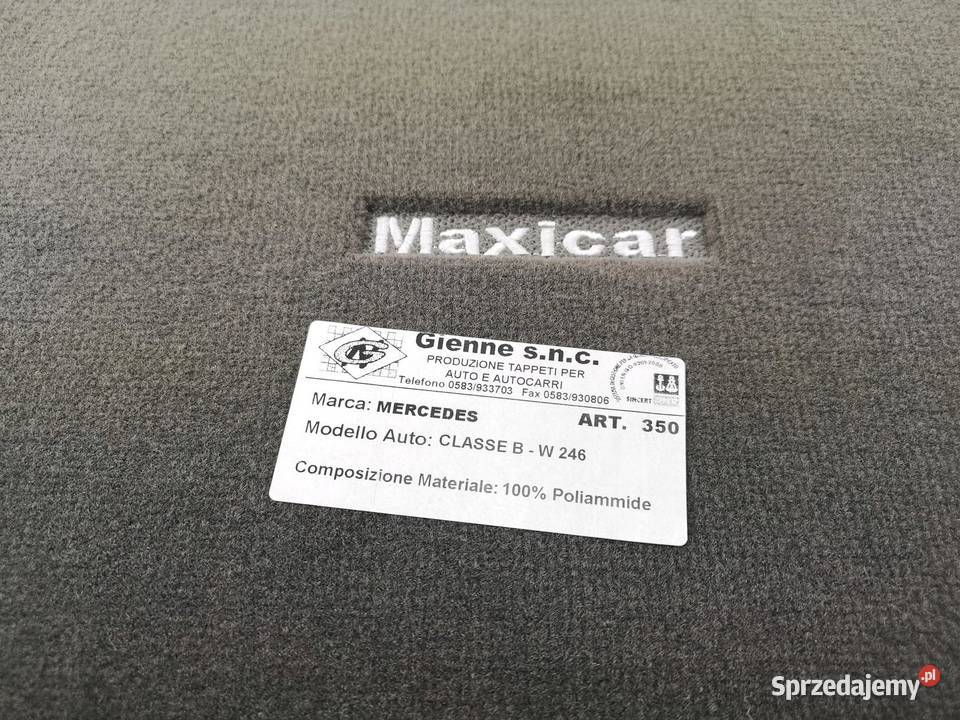 Maxicar
Gienne s.n.c.
PRODUZIONE TAPPETI PER
AUTO E AUTOCARRI
Telefono 0583/933703 Fax 0583/930806
SINCERT
Marca: MERCEDES ART. 350
Modello Auto: CLASSE B - W 246
Composizione Materiale: 100% Poliammide
Sprzedajemy.pl